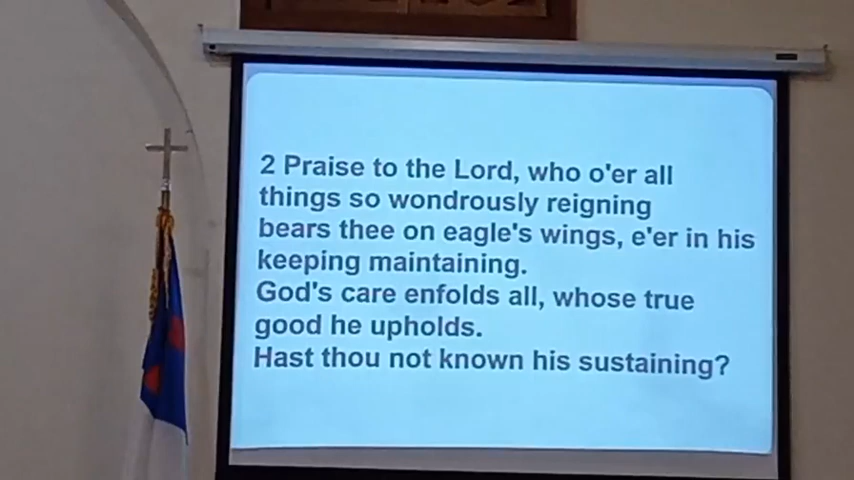 2 Praise to the Lord, who o'er all
things so wondrously reigning
bears thee on eagle's wings, e'er in his
keeping maintaining.
God's care enfolds all, whose true
good he upholds.
Hast thou not known his sustaining?